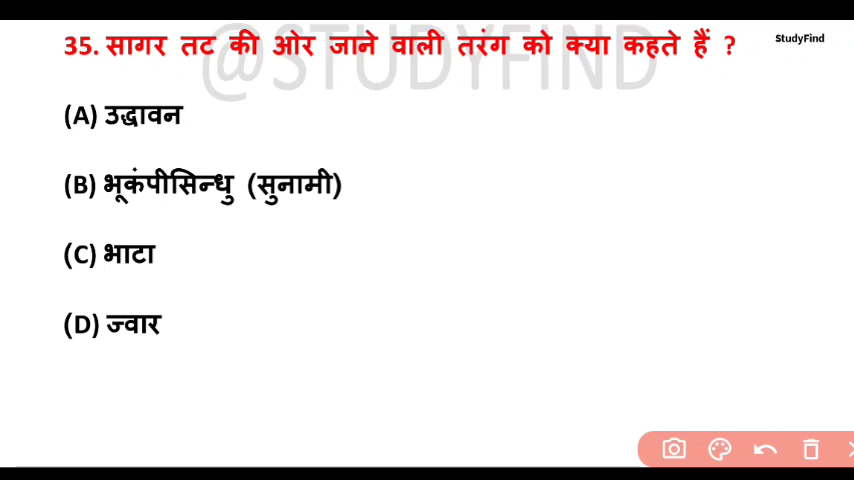 35. सागर तट की ओर जाने वाली तरंग को क्या कहते हैं ?
StudyFind
@STUDYFIND
(A) उद्धावन
(B) भूकंपीसिन्धु (सुनामी)
(C) भाटा
(D) ज्वार